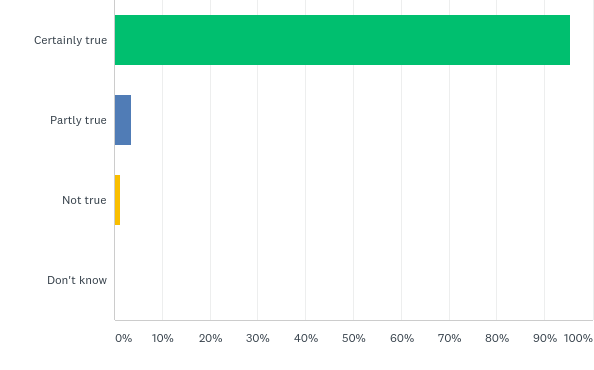 Certainly true
Partly true
Not true
Don't know
0% 10% 20% 30% 40% 50% 60% 70% 80% 90% 100%